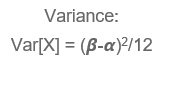 Variance:
Var[X] = (β-α)²/12